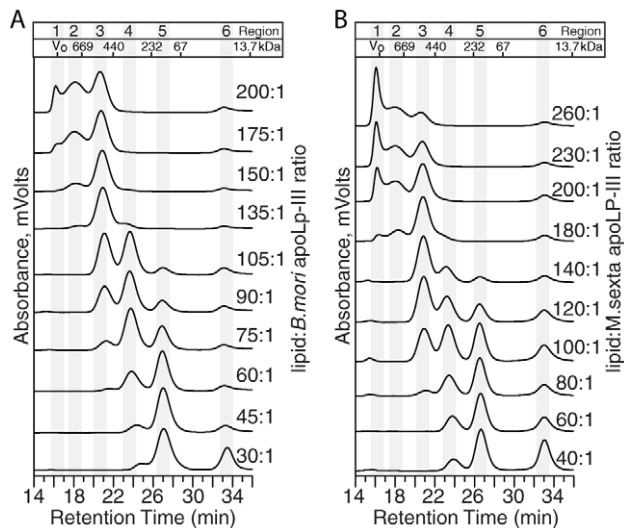 A
1 2 3 4 5 6 Region
Vo 669 440 232 67 13.7kDa
200:1
175:1
150:1
135:1
105:1
90:1
75:1
60:1
45:1
30:1
Absorbance, mVolts
lipid:B.mori apoLp-III ratio
14 18 22 26 30 34
Retention Time (min)
B
1 2 3 4 5 6 Region
Vo 669 440 232 67 13.7kDa
260:1
230:1
200:1
180:1
140:1
120:1
100:1
80:1
60:1
40:1
Absorbance, mVolts
lipid:M.sexta apoLP-III ratio
14 18 22 26 30 34
Retention Time (min)